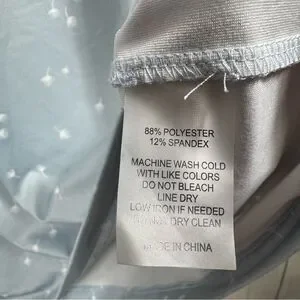 88% POLYESTER
12% SPANDEX
MACHINE WASH COLD
WITH LIKE COLORS
DO NOT BLEACH
LINE DRY
LOW IRON IF NEEDED
DRY CLEAN
MADE IN CHINA